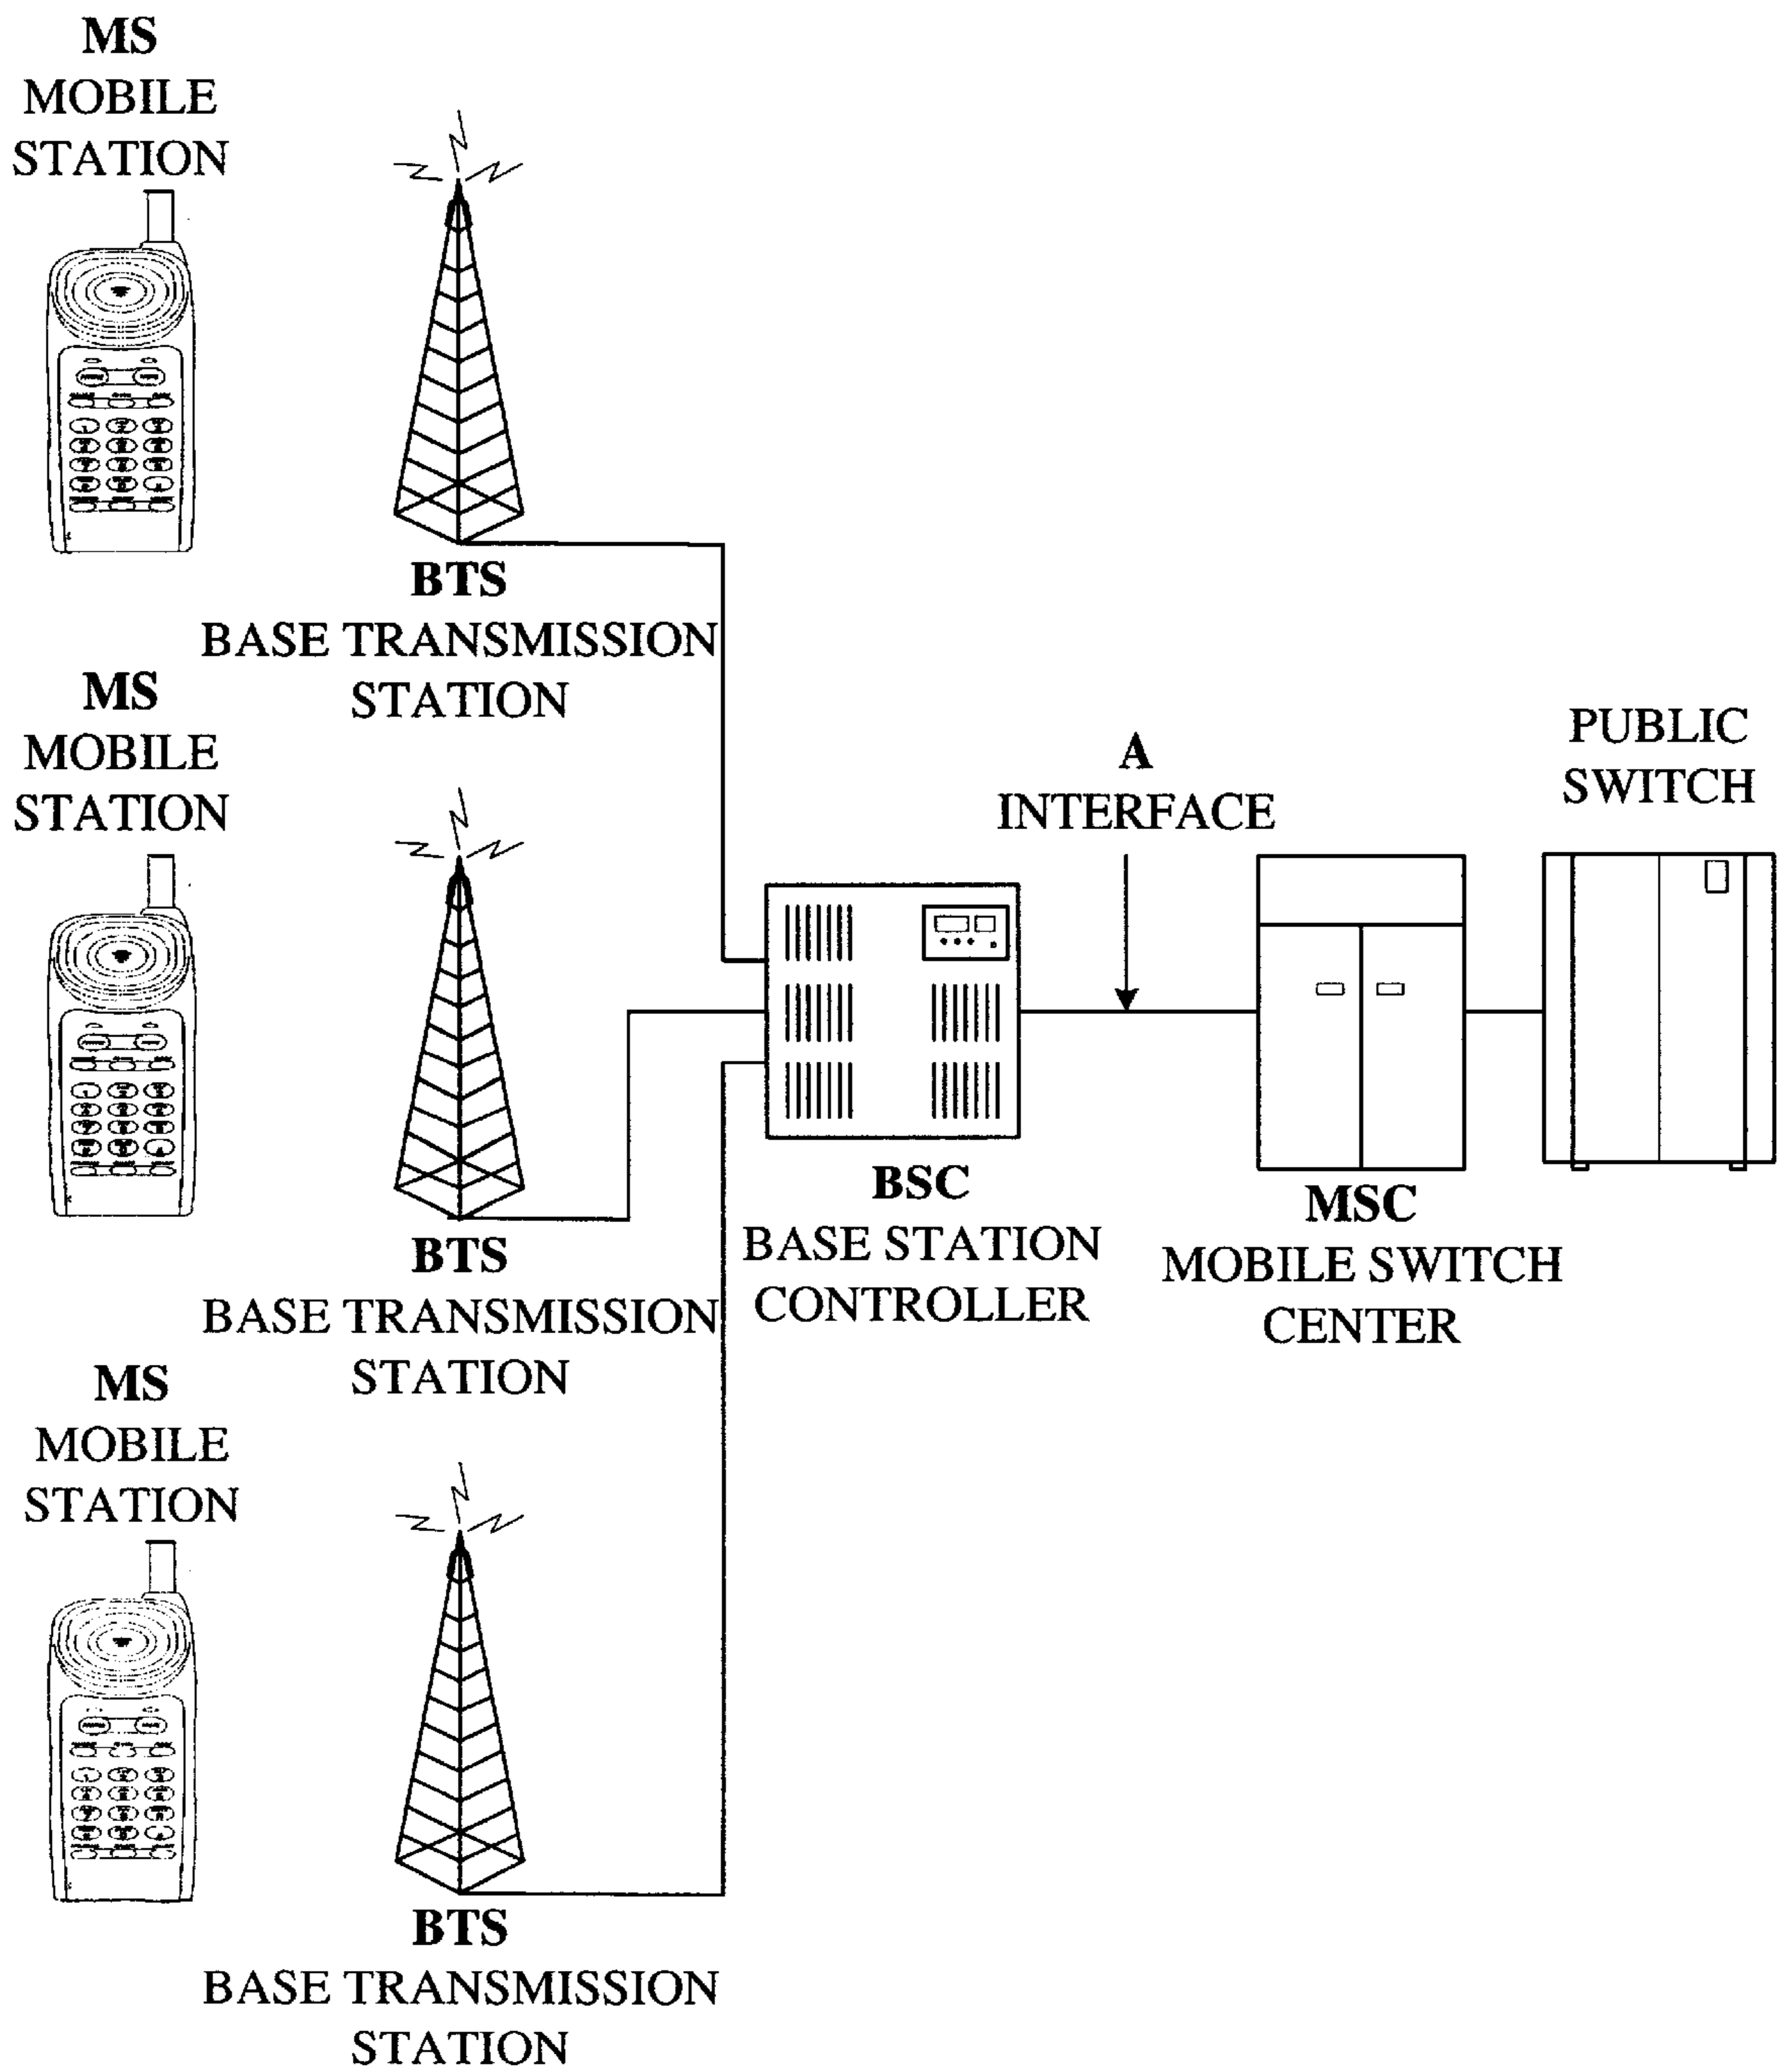 MS
MOBILE
STATION
BTS
BASE TRANSMISSION
STATION
MS
MOBILE
STATION
BTS
BASE TRANSMISSION
STATION
MS
MOBILE
STATION
BTS
BASE TRANSMISSION
STATION
BSC
BASE STATION
CONTROLLER
A
INTERFACE
MSC
MOBILE SWITCH
CENTER
PUBLIC
SWITCH